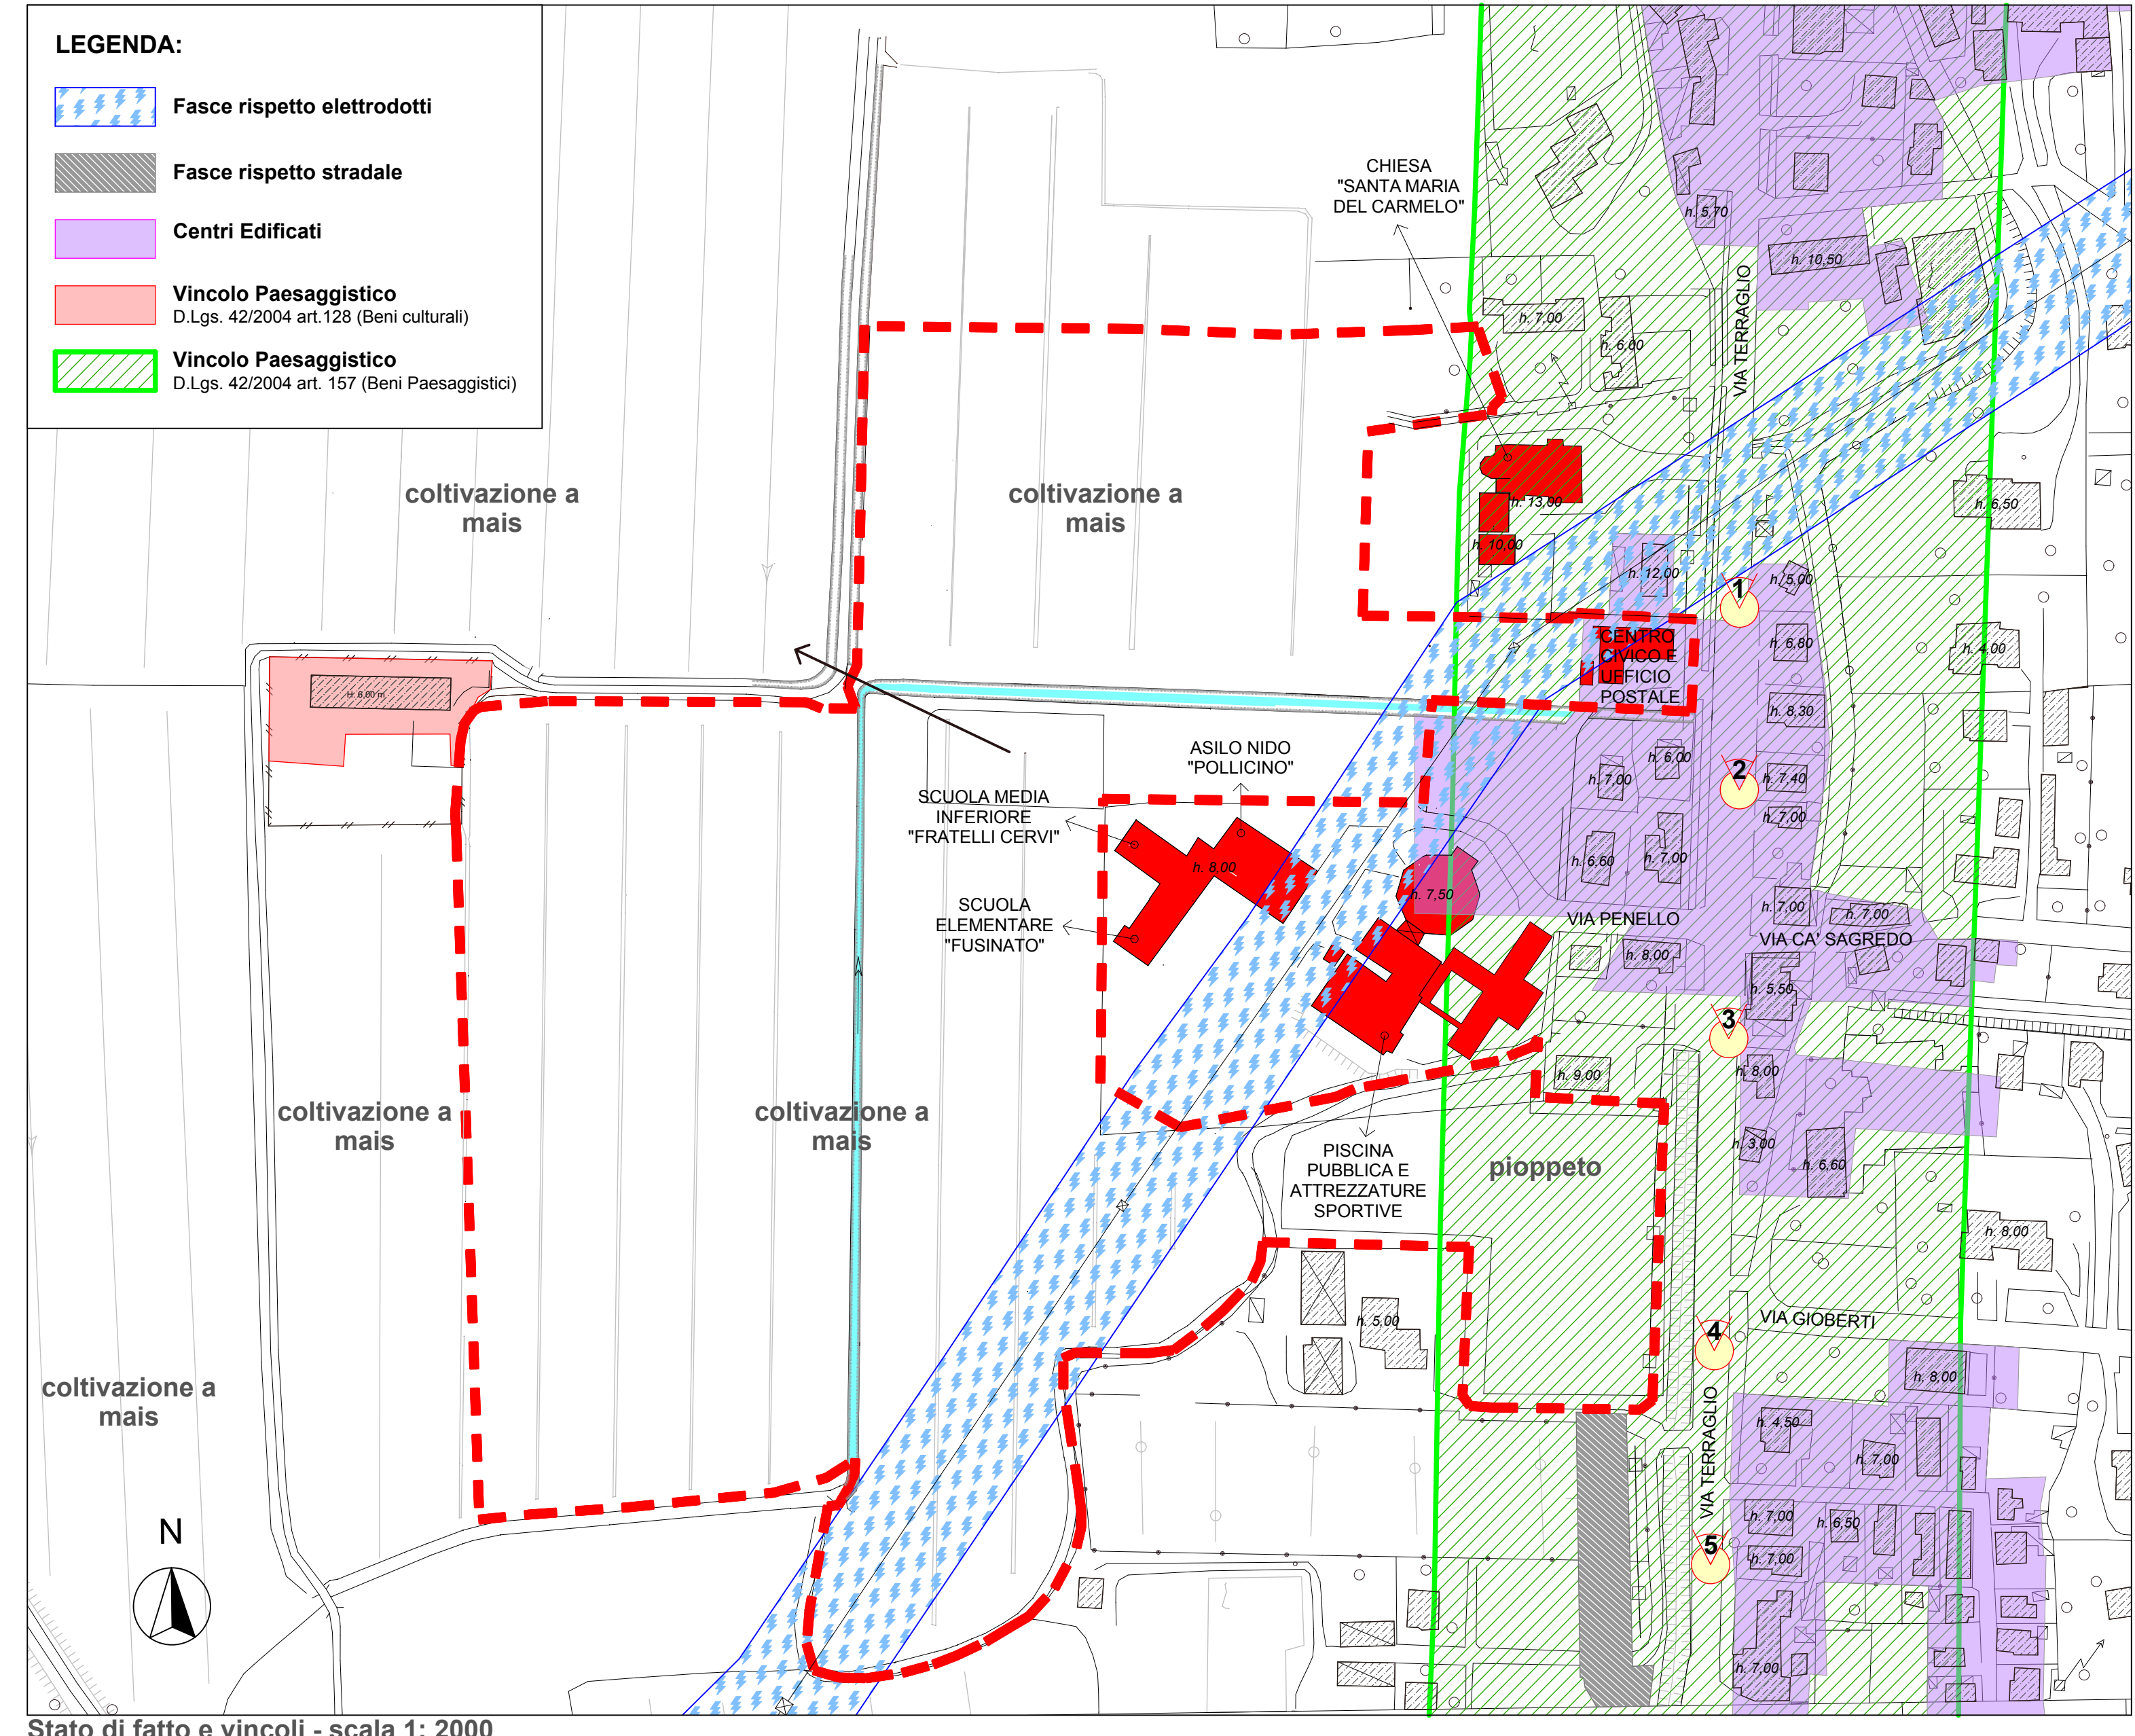 LEGENDA:
Fasce rispetto elettrodotti
Fasce rispetto stradale
Centri Edificati
Vincolo Paesaggistico
D.Lgs. 42/2004 art.128 (Beni culturali)
Vincolo Paesaggistico
D.Lgs. 42/2004 art. 157 (Beni Paesaggistici)
CHIESA
"SANTA MARIA
DEL CARMELO"
h. 5,70
h. 10,50
VIA TERRAGLIO
h. 7,00
h. 6,00
coltivazione a
mais
coltivazione a
mais
h. 13,00
h. 10,00
h. 6,50
h. 12,00
h. 5,00
1
CENTRO
CIVICO E
UFFICIO
POSTALE
h. 6,80
h. 4,00
H. 6,00 m
h. 8,30
ASILO NIDO
"POLLICINO"
h. 6,00
h. 7,00
2
h. 7,40
h. 7,00
SCUOLA MEDIA
INFERIORE
"FRATELLI CERVI"
h. 8,00
h. 6,60
h. 7,00
h. 7,50
SCUOLA
ELEMENTARE
"FUSINATO"
VIA PENELLO
h. 7,00
h. 7,00
VIA CA' SAGREDO
h. 8,00
h. 5,50
3
h. 9,00
h. 8,00
coltivazione a
mais
coltivazione a
mais
h. 3,00
h. 6,60
PISCINA
PUBBLICA E
ATTREZZATURE
SPORTIVE
pioppeto
h. 8,00
h. 5,00
VIA GIOBERTI
4
coltivazione a
mais
h. 8,00
VIA TERRAGLIO
h. 4,50
h. 7,00
N
h. 7,00
h. 6,50
5
h. 7,00
h. 7,00
Stato di fatto e vincoli - scala 1: 2000